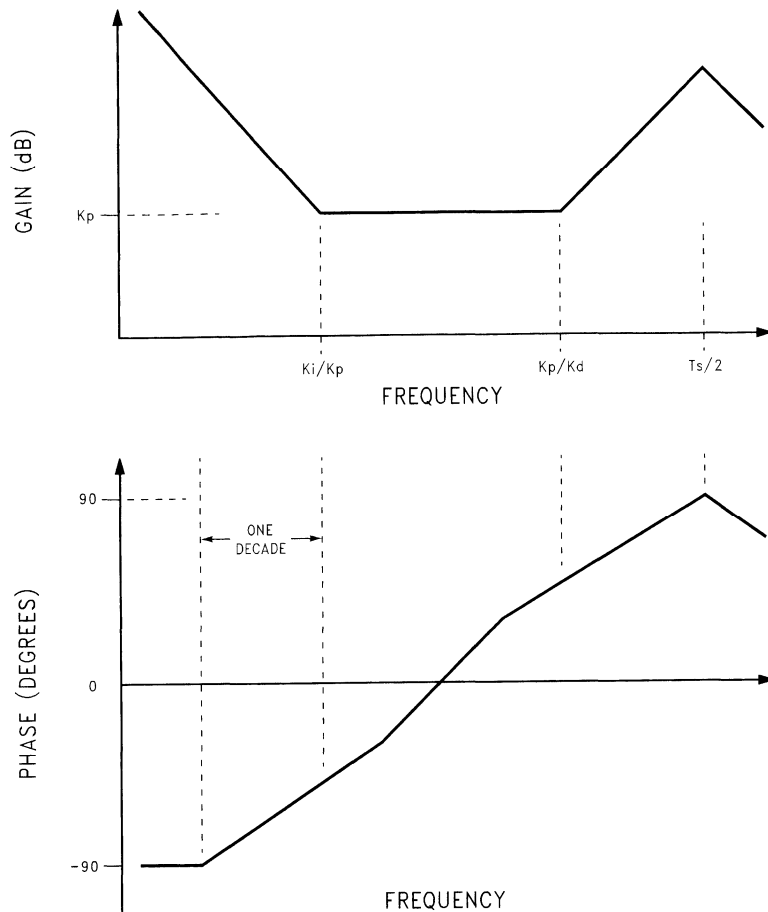 GAIN (dB)
Kp
Ki/Kp
Kp/Kd
Ts/2
FREQUENCY
90
ONE
DECADE
0
PHASE (DEGREES)
-90
FREQUENCY